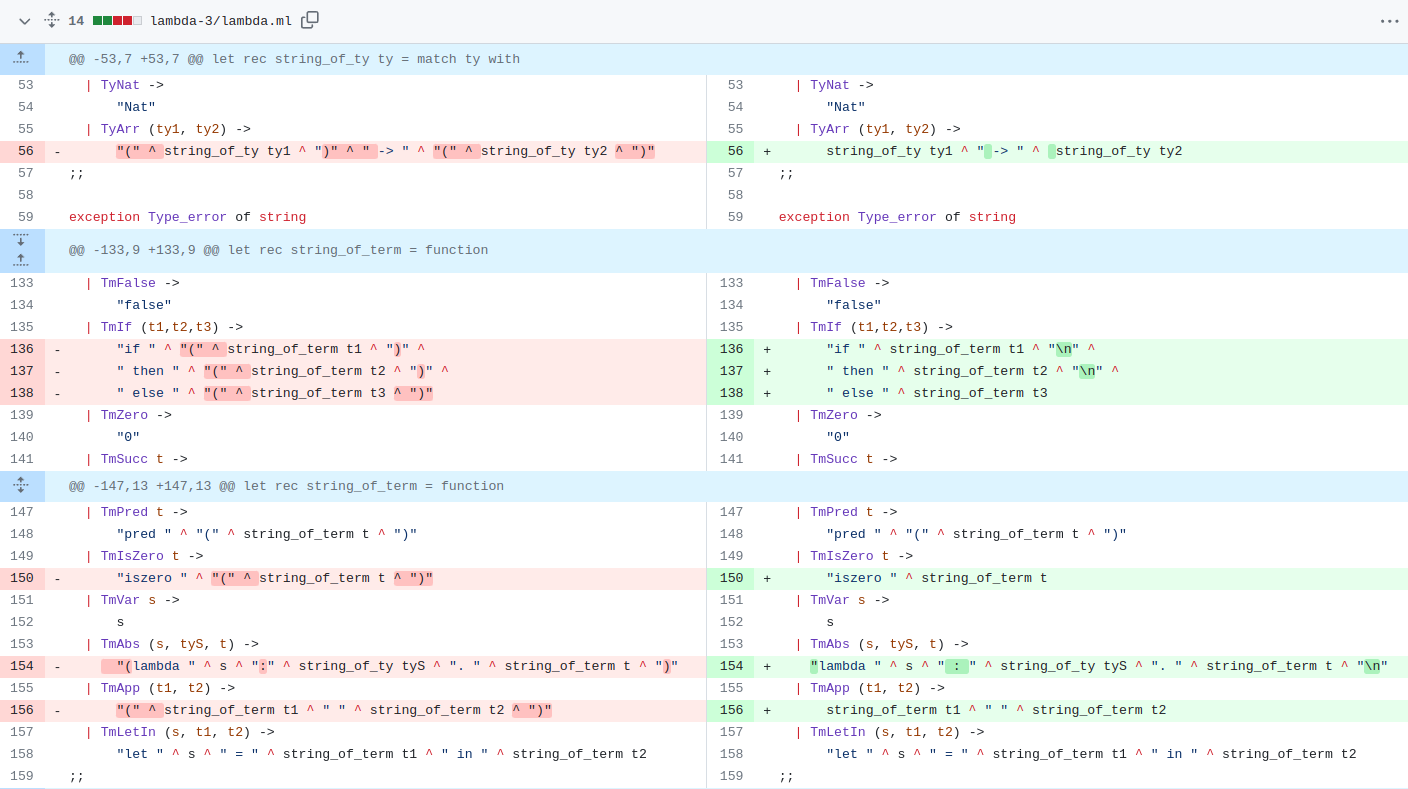 14 lambda-3/lambda.ml
@@ -53,7 +53,7 @@ let rec string_of_ty ty = match ty with
53 | TyNat -> 53 | TyNat ->
54 "Nat" 54 "Nat"
55 | TyArr (ty1, ty2) -> 55 | TyArr (ty1, ty2) ->
56 - "(" ^ string_of_ty ty1 ^ ")" ^ " -> " ^ "(" ^ string_of_ty ty2 ^ ")" 56 + string_of_ty ty1 ^ " -> " ^ string_of_ty ty2
57 ;; 57 ;;
58 58
59 exception Type_error of string 59 exception Type_error of string
@@ -133,9 +133,9 @@ let rec string_of_term = function
133 | TmFalse -> 133 | TmFalse ->
134 "false" 134 "false"
135 | TmIf (t1,t2,t3) -> 135 | TmIf (t1,t2,t3) ->
136 - "if " ^ "(" ^ string_of_term t1 ^ ")" ^ 136 + "if " ^ string_of_term t1 ^ "\n" ^
137 - " then " ^ "(" ^ string_of_term t2 ^ ")" ^ 137 + " then " ^ string_of_term t2 ^ "\n" ^
138 - " else " ^ "(" ^ string_of_term t3 ^ ")" 138 + " else " ^ string_of_term t3
139 | TmZero -> 139 | TmZero ->
140 "0" 140 "0"
141 | TmSucc t -> 141 | TmSucc t ->
@@ -147,13 +147,13 @@ let rec string_of_term = function
147 | TmPred t -> 147 | TmPred t ->
148 "pred " ^ "(" ^ string_of_term t ^ ")" 148 "pred " ^ "(" ^ string_of_term t ^ ")"
149 | TmIsZero t -> 149 | TmIsZero t ->
150 - "iszero " ^ "(" ^ string_of_term t ^ ")" 150 + "iszero " ^ string_of_term t
151 | TmVar s -> 151 | TmVar s ->
152 s 152 s
153 | TmAbs (s, tyS, t) -> 153 | TmAbs (s, tyS, t) ->
154 - "(lambda " ^ s ^ ":" ^ string_of_ty tyS ^ ". " ^ string_of_term t ^ ")" 154 + "lambda " ^ s ^ " : " ^ string_of_ty tyS ^ ". " ^ string_of_term t ^ "\n"
155 | TmApp (t1, t2) -> 155 | TmApp (t1, t2) ->
156 - "(" ^ string_of_term t1 ^ " " ^ string_of_term t2 ^ ")" 156 + string_of_term t1 ^ " " ^ string_of_term t2
157 | TmLetIn (s, t1, t2) -> 157 | TmLetIn (s, t1, t2) ->
158 "let " ^ s ^ " = " ^ string_of_term t1 ^ " in " ^ string_of_term t2 158 "let " ^ s ^ " = " ^ string_of_term t1 ^ " in " ^ string_of_term t2
159 ;; 159 ;;